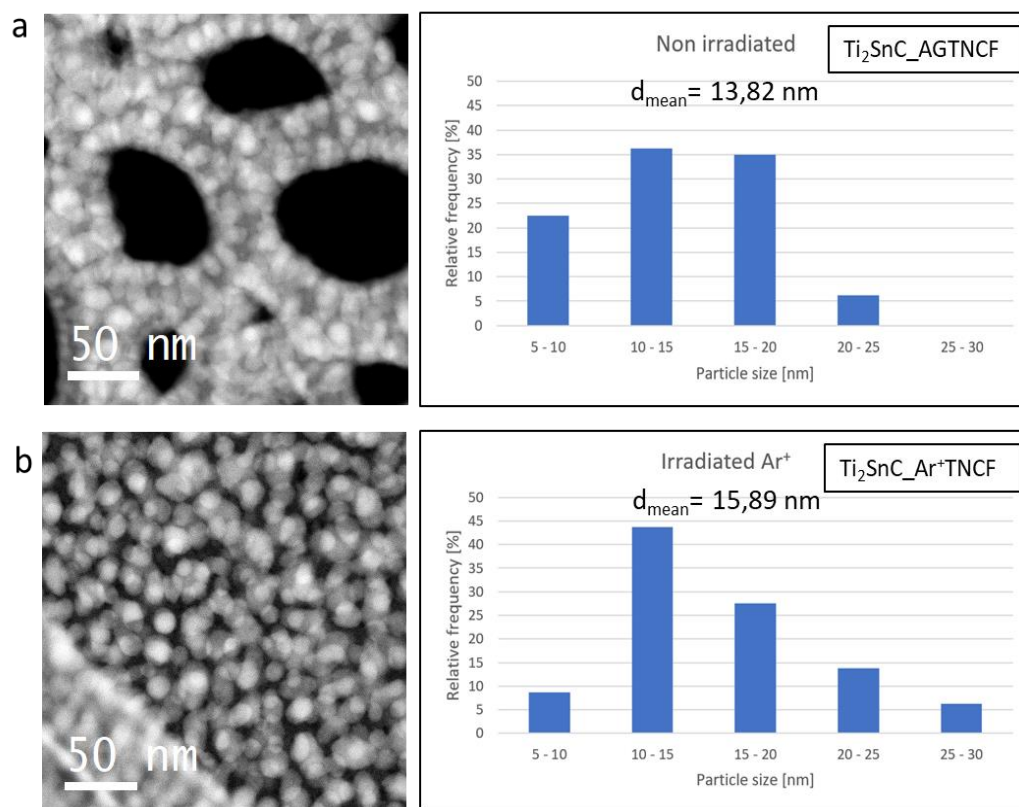 a
50 nm
Non irradiated
Ti₂SnC_AGTNCF
d_mean= 13,82 nm
Relative frequency [%]
50
45
40
35
30
25
20
15
10
5
0
5 - 10
10 - 15
15 - 20
20 - 25
25 - 30
Particle size [nm]
b
50 nm
Irradiated Ar⁺
Ti₂SnC_Ar⁺TNCF
d_mean= 15,89 nm
Relative frequency [%]
50
45
40
35
30
25
20
15
10
5
0
5 - 10
10 - 15
15 - 20
20 - 25
25 - 30
Particle size [nm]